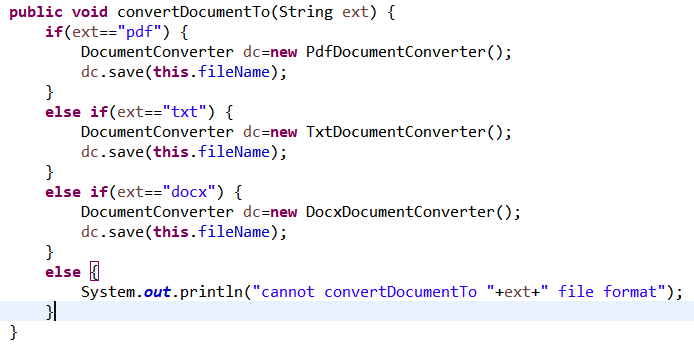 public void convertDocumentTo(String ext) {
    if(ext=="pdf") {
        DocumentConverter dc=new PdfDocumentConverter();
        dc.save(this.fileName);
    }
    else if(ext=="txt") {
        DocumentConverter dc=new TxtDocumentConverter();
        dc.save(this.fileName);
    }
    else if(ext=="docx") {
        DocumentConverter dc=new DocxDocumentConverter();
        dc.save(this.fileName);
    }
    else {
        System.out.println("cannot convertDocumentTo "+ext+" file format");
    }
}